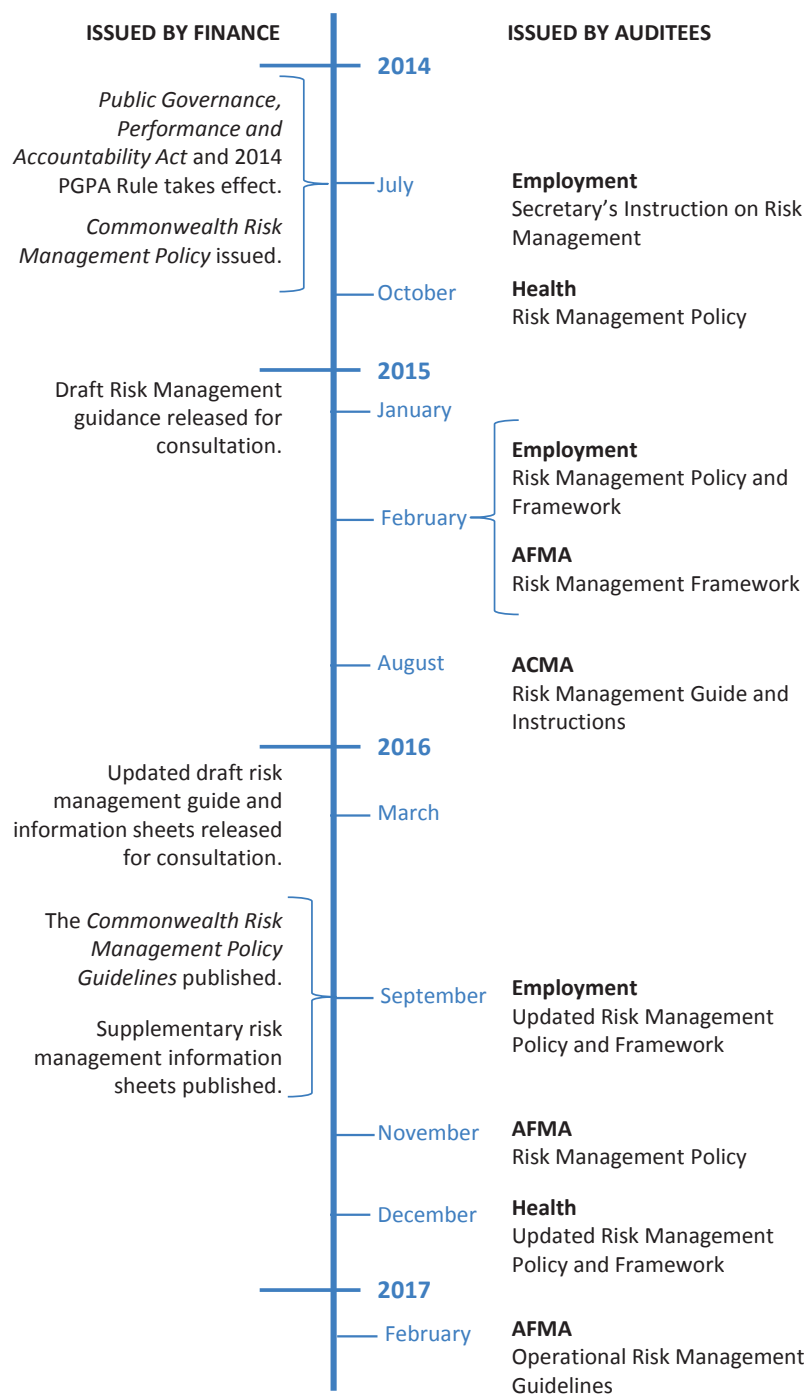 ISSUED BY FINANCE
ISSUED BY AUDITEES
2014
Public Governance,
Performance and
Accountability Act and 2014
PGPA Rule takes effect.
Commonwealth Risk
Management Policy issued.
July
Employment
Secretary’s Instruction on Risk
Management
October
Health
Risk Management Policy
2015
Draft Risk Management
guidance released for
consultation.
January
February
Employment
Risk Management Policy and
Framework
AFMA
Risk Management Framework
August
ACMA
Risk Management Guide and
Instructions
2016
Updated draft risk
management guide and
information sheets released
for consultation.
March
The Commonwealth Risk
Management Policy
Guidelines published.
Supplementary risk
management information
sheets published.
September
Employment
Updated Risk Management
Policy and Framework
November
AFMA
Risk Management Policy
December
Health
Updated Risk Management
Policy and Framework
2017
February
AFMA
Operational Risk Management
Guidelines